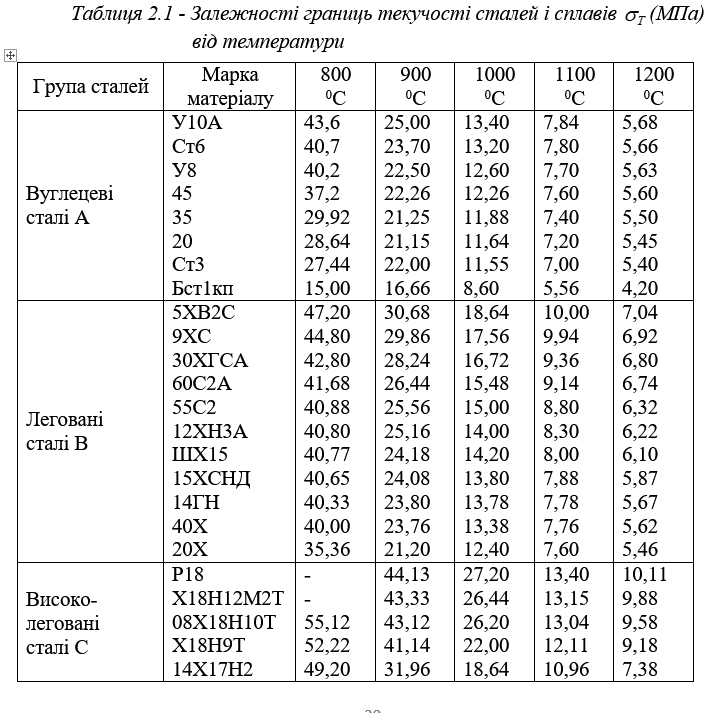 Таблиця 2.1 - Залежності границь текучості сталей і сплавів σТ (МПа)
від температури
Група сталей Марка матеріалу 800 ⁰С 900 ⁰С 1000 ⁰С 1100 ⁰С 1200 ⁰С
Вуглецеві
сталі А
У10А 43,6 25,00 13,40 7,84 5,68
Ст6 40,7 23,70 13,20 7,80 5,66
У8 40,2 22,50 12,60 7,70 5,63
45 37,2 22,26 12,26 7,60 5,60
35 29,92 21,25 11,88 7,40 5,50
20 28,64 21,15 11,64 7,20 5,45
Ст3 27,44 22,00 11,55 7,00 5,40
Бст1кп 15,00 16,66 8,60 5,56 4,20
Леговані
сталі В
5ХВ2С 47,20 30,68 18,64 10,00 7,04
9ХС 44,80 29,86 17,56 9,94 6,92
30ХГСА 42,80 28,24 16,72 9,36 6,80
60С2А 41,68 26,44 15,48 9,14 6,74
55С2 40,88 25,56 15,00 8,80 6,32
12ХН3А 40,80 25,16 14,00 8,30 6,22
ШХ15 40,77 24,18 14,20 8,00 6,10
15ХСНД 40,65 24,08 13,80 7,88 5,87
14ГН 40,33 23,80 13,78 7,78 5,67
40Х 40,00 23,76 13,38 7,76 5,62
20Х 35,36 21,20 12,40 7,60 5,46
Високо-
леговані
сталі С
Р18 - 44,13 27,20 13,40 10,11
Х18Н12М2Т - 43,33 26,44 13,15 9,88
08Х18Н10Т 55,12 43,12 26,20 13,04 9,58
Х18Н9Т 52,22 41,14 22,00 12,11 9,18
14Х17Н2 49,20 31,96 18,64 10,96 7,38